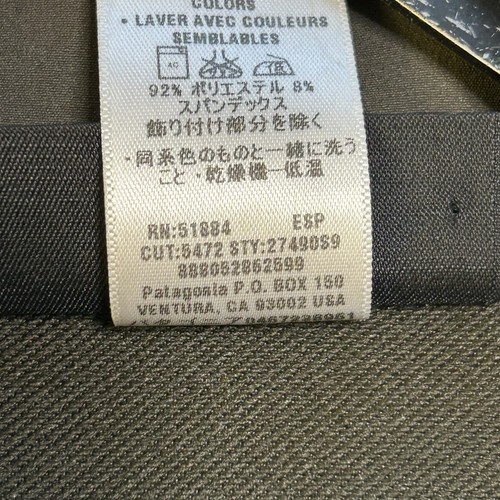 COLORS
• LAVER AVEC COULEURS
SEMBLABLES
40
92% ポリエステル 8%
スパンデックス
飾り付け部分を除く
・同系色のものと一緒に洗う
こと・乾燥機－低温
RN:51884 ESP
CUT:5472 STY:27490S9
888052862599
Patagonia P.O. BOX 150
VENTURA, CA 93002 USA